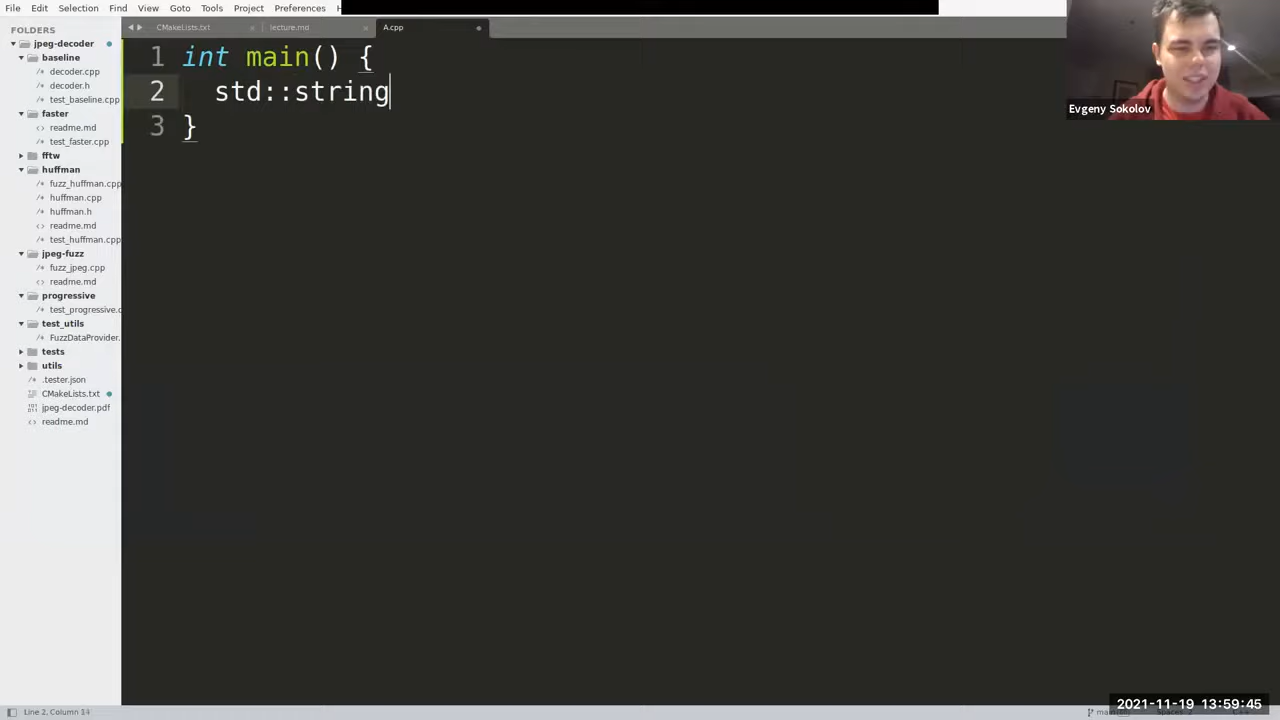 File Edit Selection Find View Goto Tools Project Preferences
FOLDERS
jpeg-decoder
baseline
decoder.cpp
decoder.h
test_baseline.cpp
faster
readme.md
test_faster.cpp
fftw
huffman
fuzz_huffman.cpp
huffman.cpp
huffman.h
readme.md
test_huffman.cpp
jpeg-fuzz
fuzz_jpeg.cpp
readme.md
progressive
test_progressive.c
test_utils
FuzzDataProvider.
tests
utils
.tester.json
CMakeLists.txt
jpeg-decoder.pdf
readme.md
CMakeLists.txt lecture.md A.cpp
1 int main() {
2 std::string
3 }
Evgeny Sokolov
Line 2, Column 14
2021-11-19 13:59:45